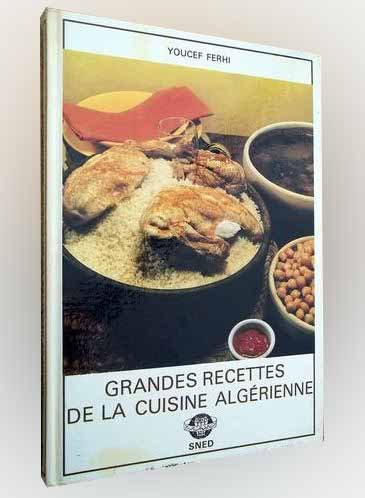 YOUCEF FERHI
GRANDES RECETTES
DE LA CUISINE ALGÉRIENNE
SNED